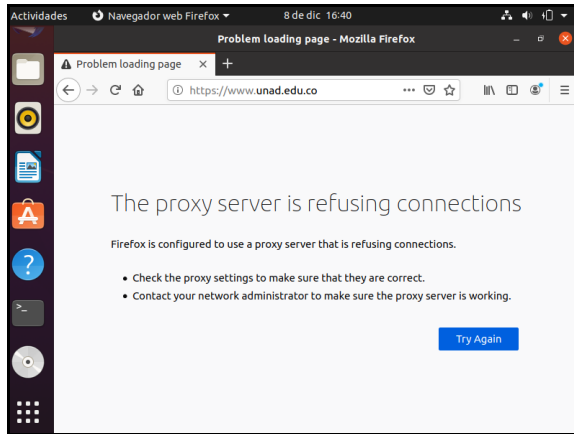 Actividades Navegador web Firefox 8 de dic 16:40
Problem loading page - Mozilla Firefox
Problem loading page
https://www.unad.edu.co
The proxy server is refusing connections
Firefox is configured to use a proxy server that is refusing connections.
• Check the proxy settings to make sure that they are correct.
• Contact your network administrator to make sure the proxy server is working.
Try Again